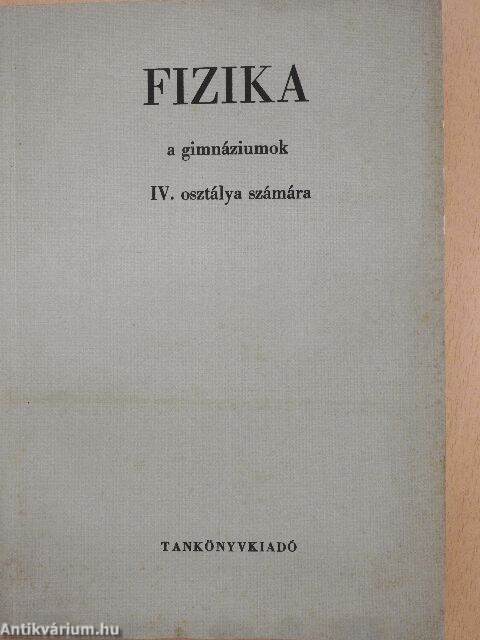 FIZIKA
a gimnáziumok
IV. osztálya számára
TANKÖNYVKIADÓ
Antikvárium.hu